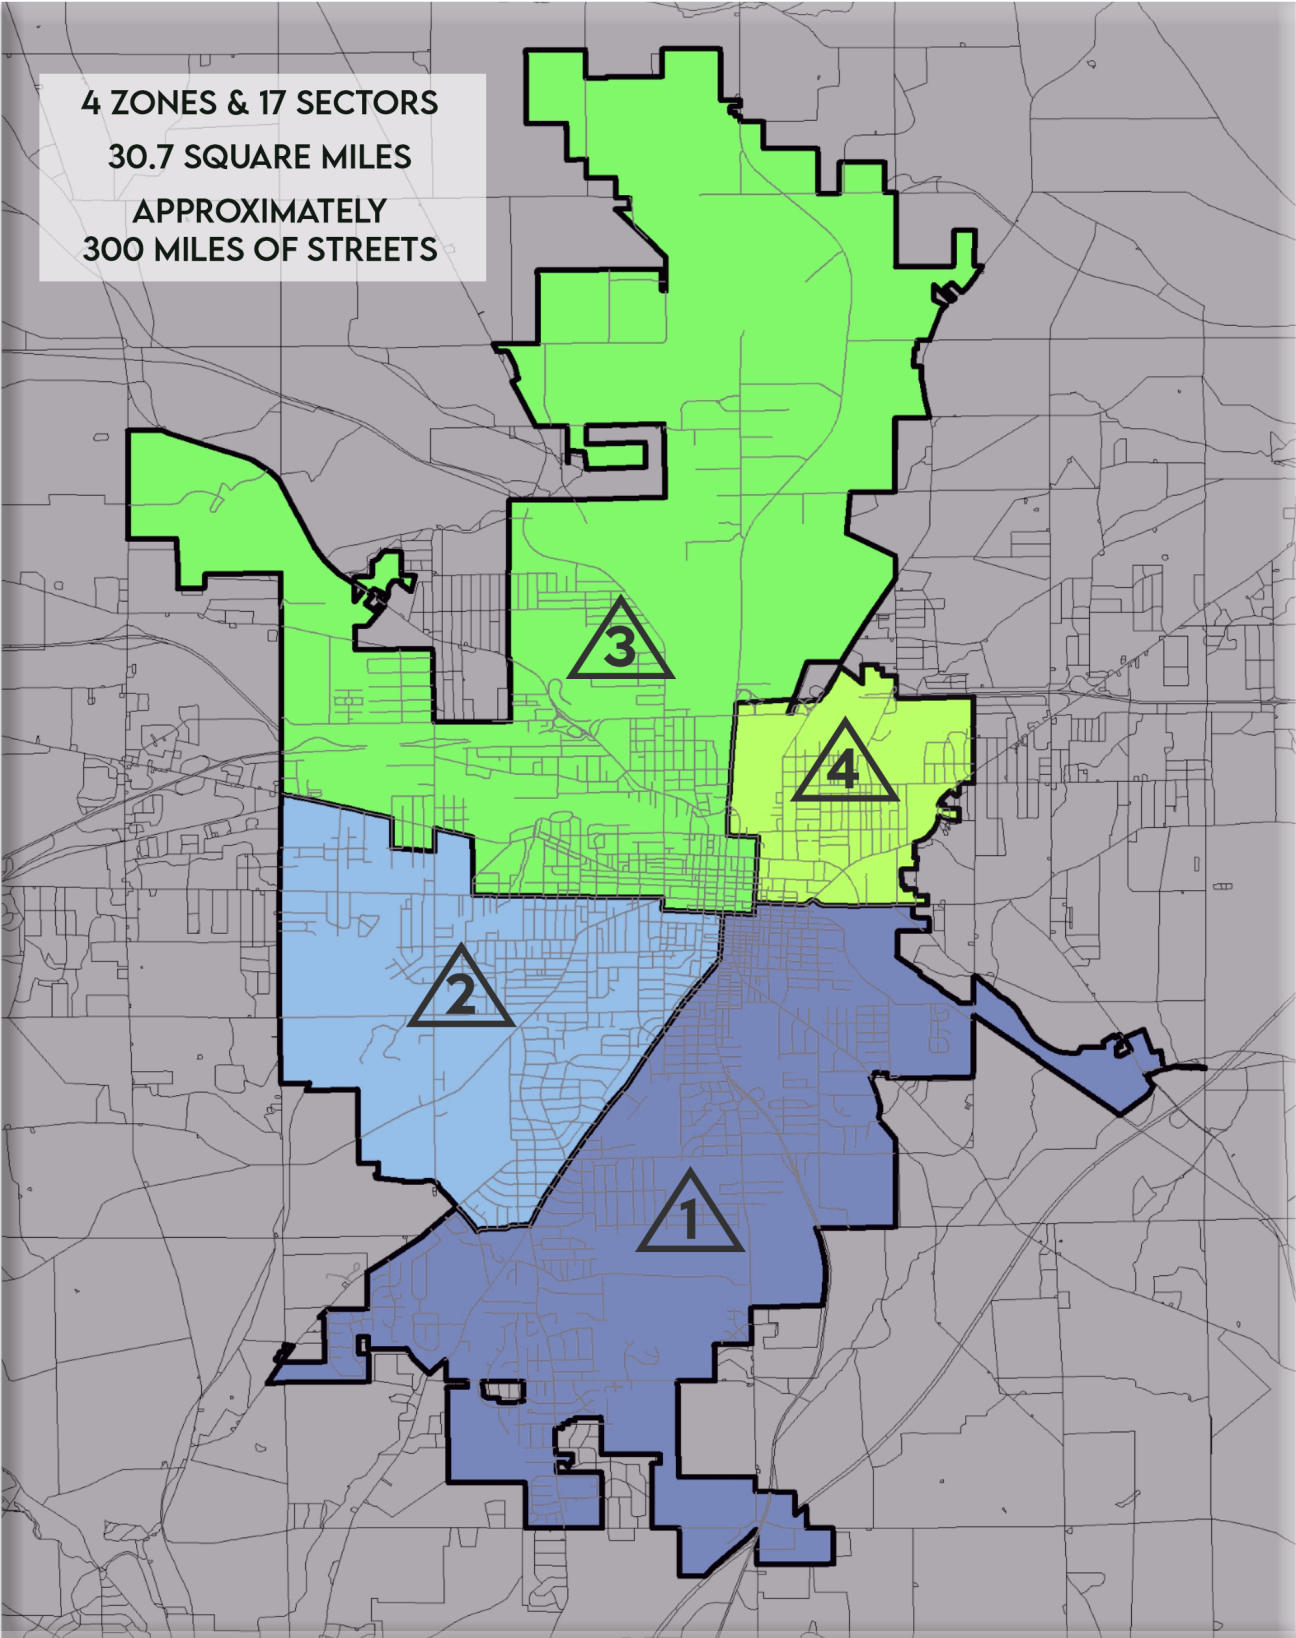 4 ZONES & 17 SECTORS
30.7 SQUARE MILES
APPROXIMATELY
300 MILES OF STREETS
3
4
2
1